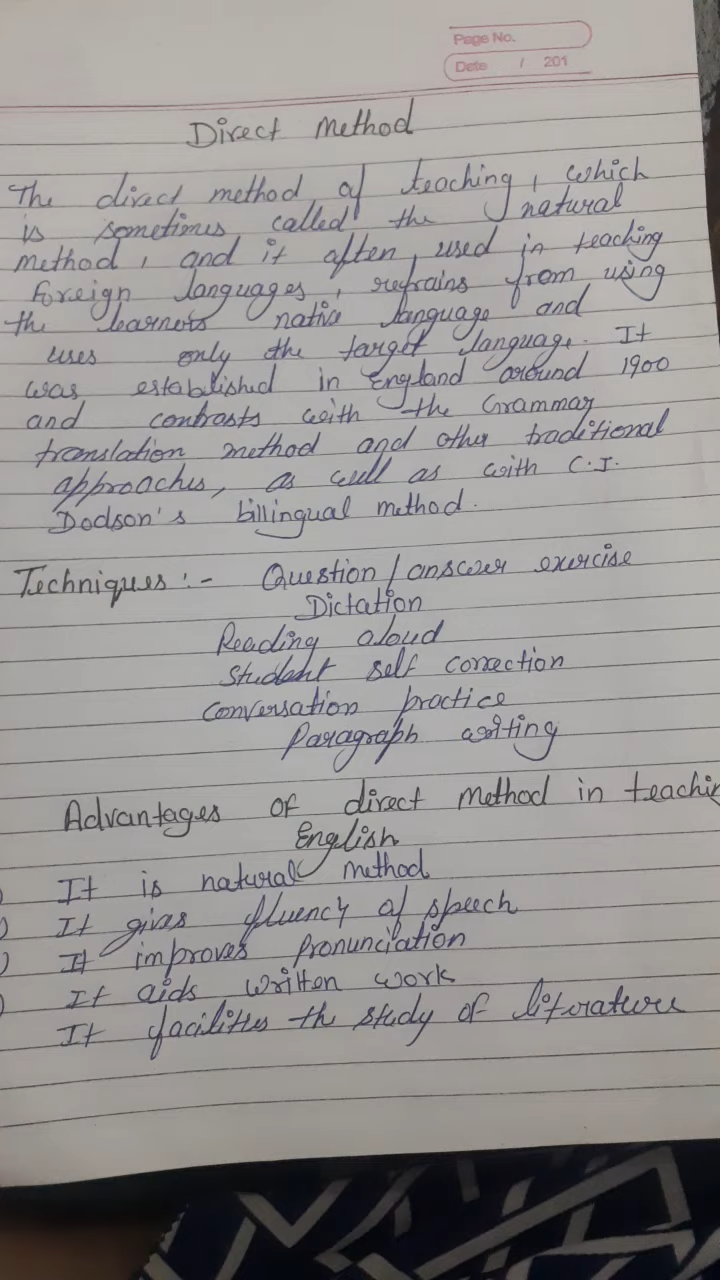 Page No.
Date / 201
Direct Method
The direct method of teaching, which
is sometimes called the natural
method, and it often, used in teaching
foreign languages, refrains from using
the learners native language and
uses only the target language. It
was established in England around 1900
and contrasts with the Grammar
translation method and other traditional
approaches, as well as with C.J.
Dodson's billingual method.
Techniques :- Question/answer exercise
Dictation
Reading aloud
Student self correction
Conversation practice
Paragraph writing
Advantages of direct method in teachin
English
It is natural method
It gives fluency of speech
It improves pronunciation
It aids written work
It facilities th study of literature